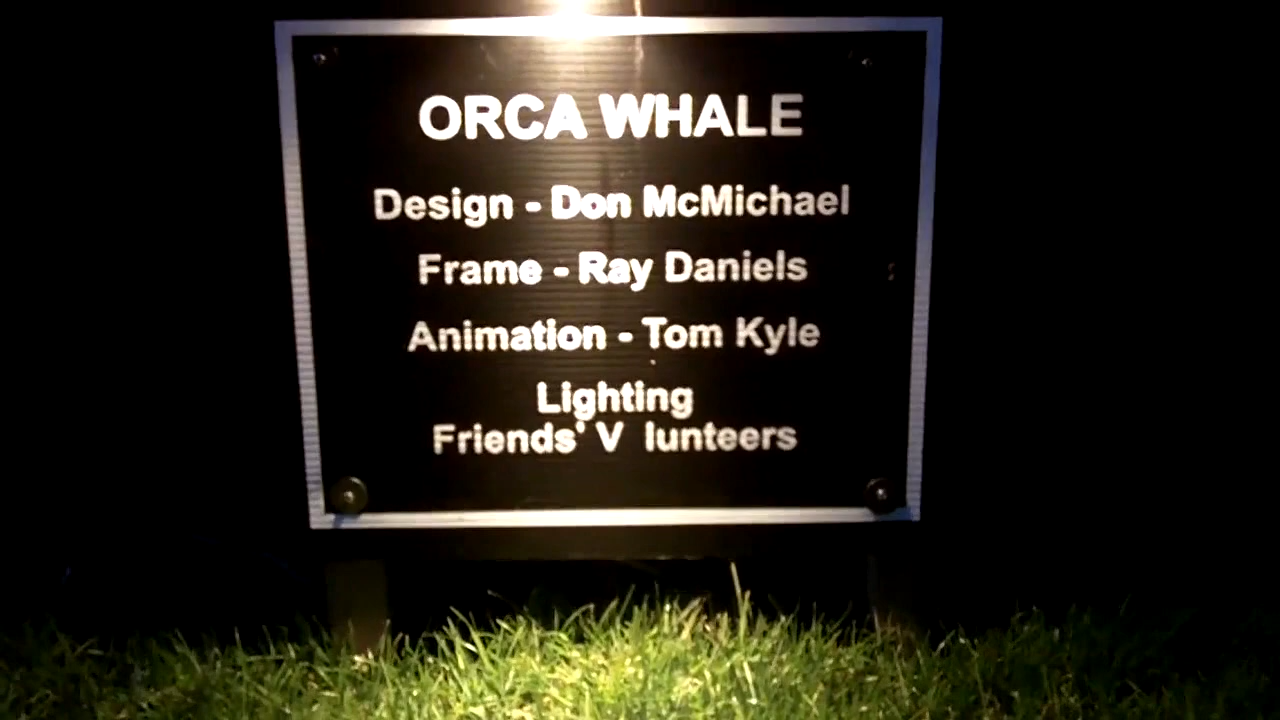 ORCA WHALE
Design - Don McMichael
Frame - Ray Daniels
Animation - Tom Kyle
Lighting
Friends' V lunteers